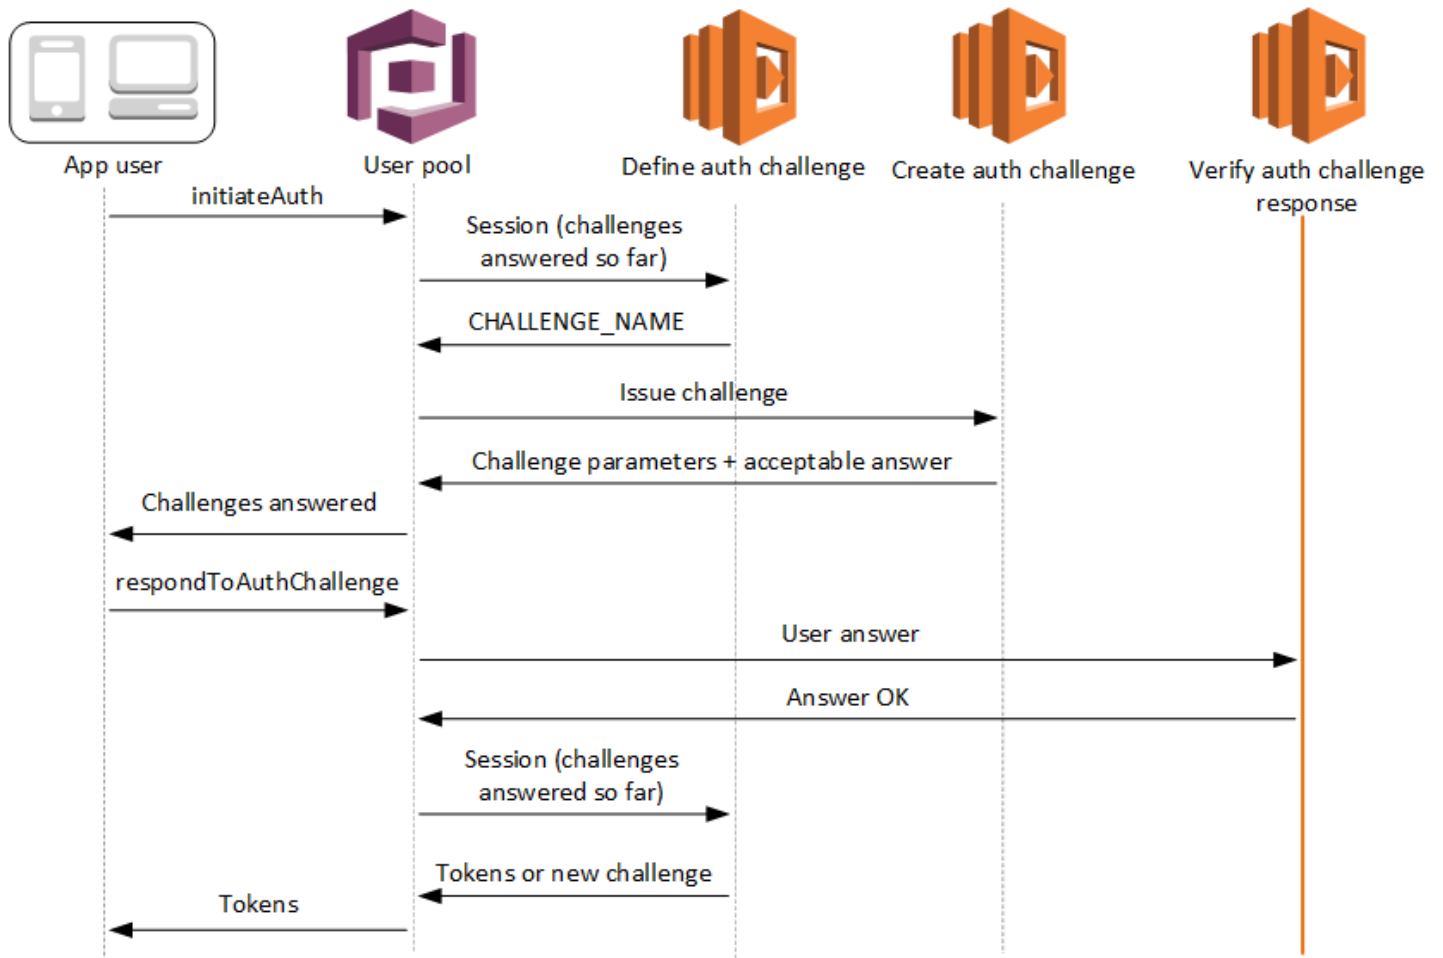 App user
User pool
Define auth challenge
Create auth challenge
Verify auth challenge
response
initiateAuth
Session (challenges
answered so far)
CHALLENGE_NAME
Issue challenge
Challenge parameters + acceptable answer
Challenges answered
respondToAuthChallenge
User answer
Answer OK
Session (challenges
answered so far)
Tokens or new challenge
Tokens